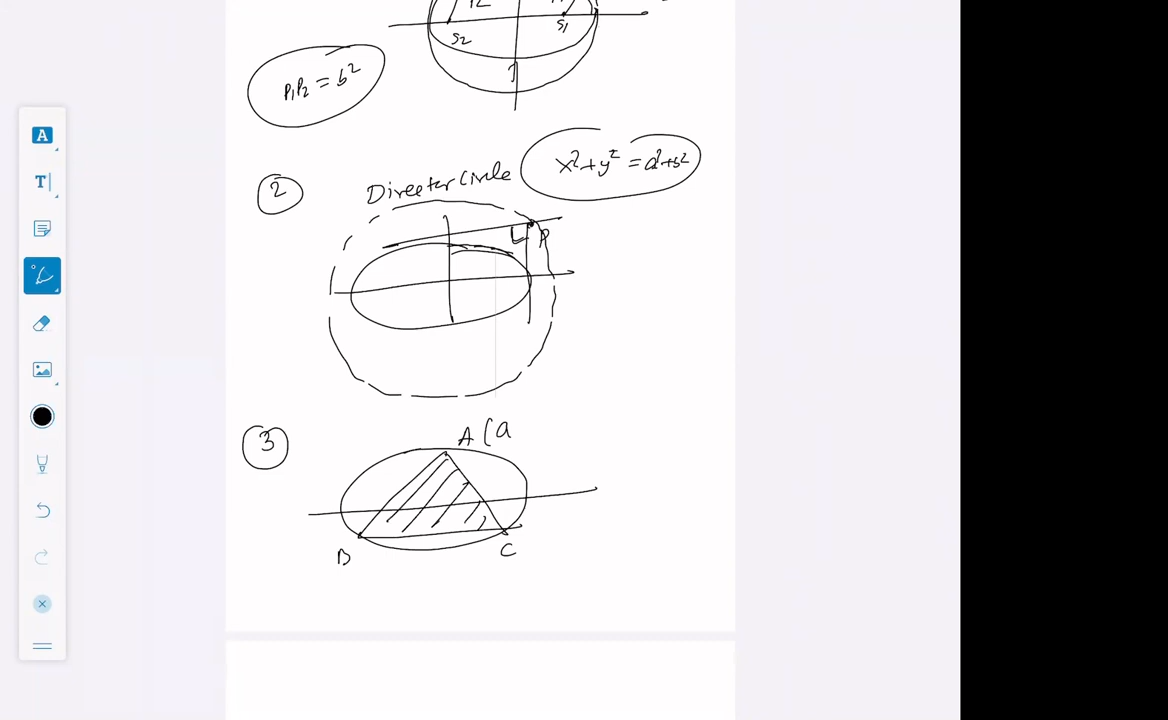 S2
S1
P1P2 = b²
x²+y² = a²+b²
2
Director Circle
P
3
A (a
B
C
A
T